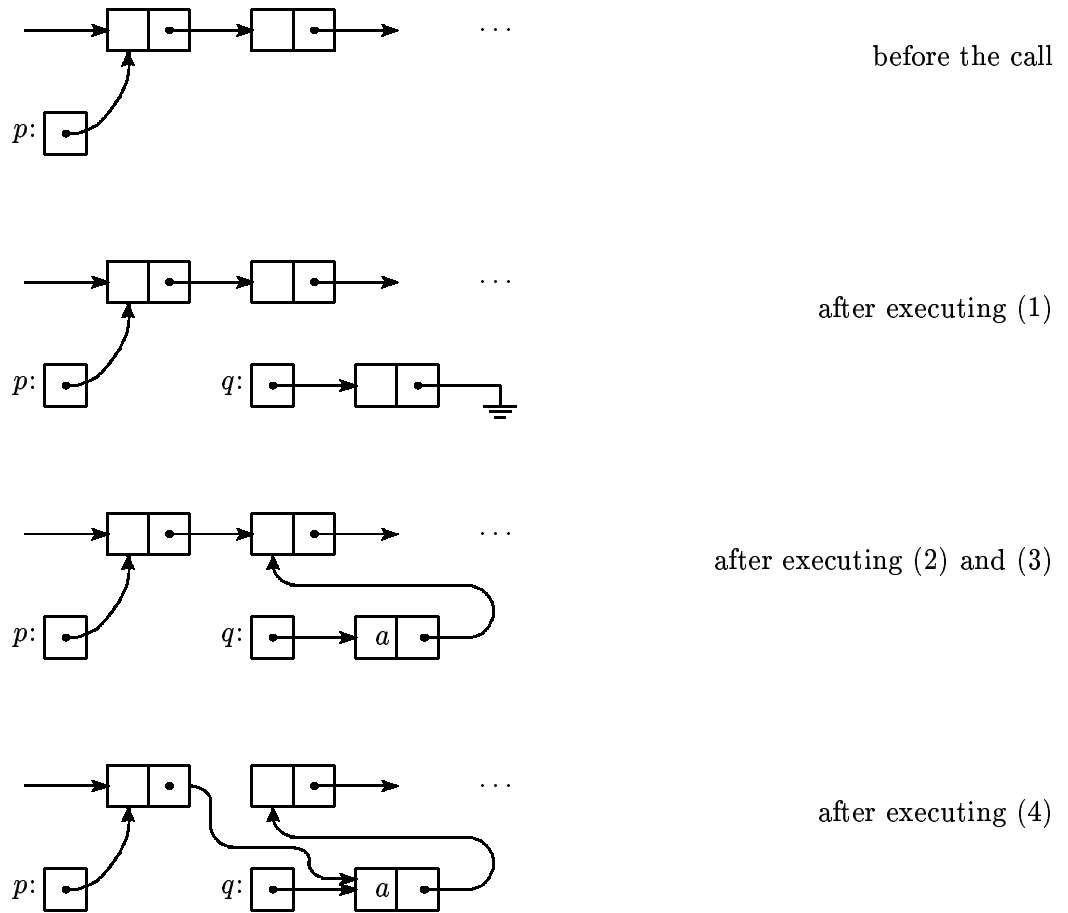 ...
before the call
p:
...
after executing (1)
p: q:
...
after executing (2) and (3)
p: q: a
...
after executing (4)
p: q: a